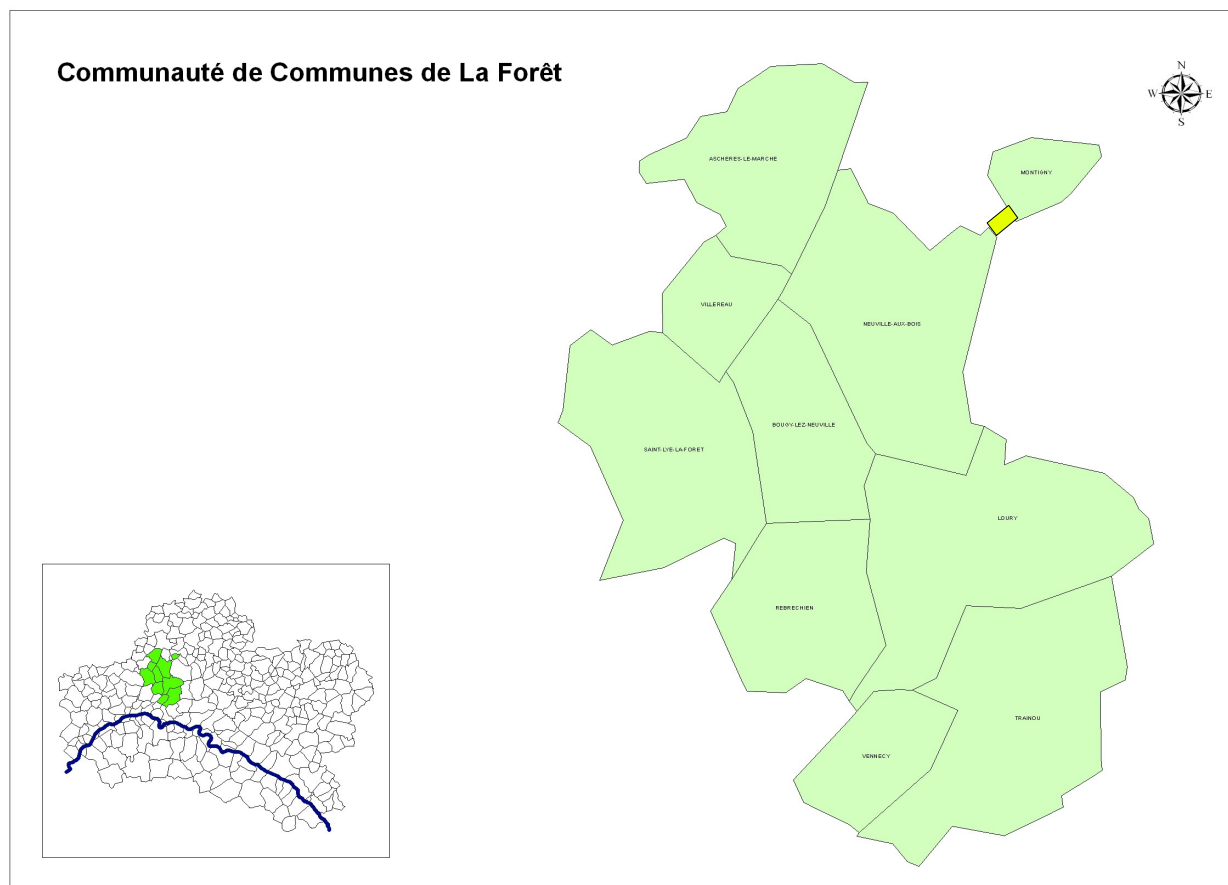 Communauté de Communes de La Forêt
N
W E
S
ASCHERES-LE-MARCHE
MONTIGNY
VILLEREAU
NEUVILLE-AUX-BOIS
BOUGY-LEZ-NEUVILLE
SAINT-LYE-LA-FORET
LOURY
REBRECHIEN
TRAINOU
VENNECY